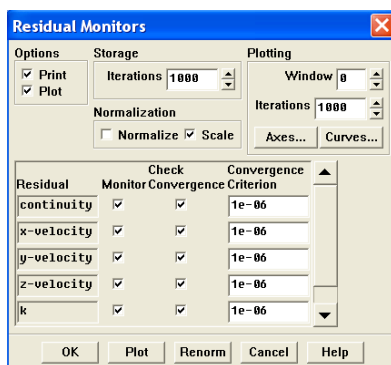 Residual Monitors
Options
Storage
Plotting
Print
Plot
Iterations 1000
Window 0
Iterations 1000
Normalization
Normalize Scale
Axes... Curves...
Residual Monitor Check Convergence Convergence Criterion
continuity 1e-06
x-velocity 1e-06
y-velocity 1e-06
z-velocity 1e-06
k 1e-06
OK Plot Renorm Cancel Help